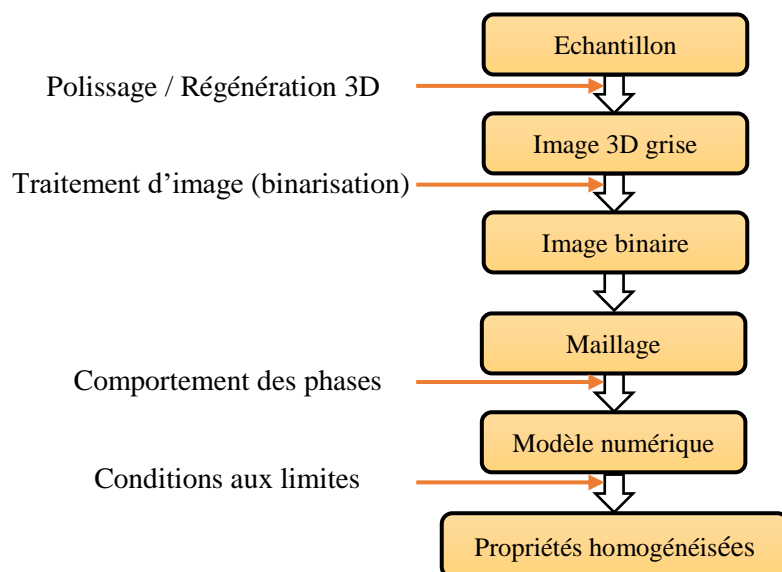 Echantillon
Polissage / Régénération 3D
Image 3D grise
Traitement d’image (binarisation)
Image binaire
Maillage
Comportement des phases
Modèle numérique
Conditions aux limites
Propriétés homogénéisées